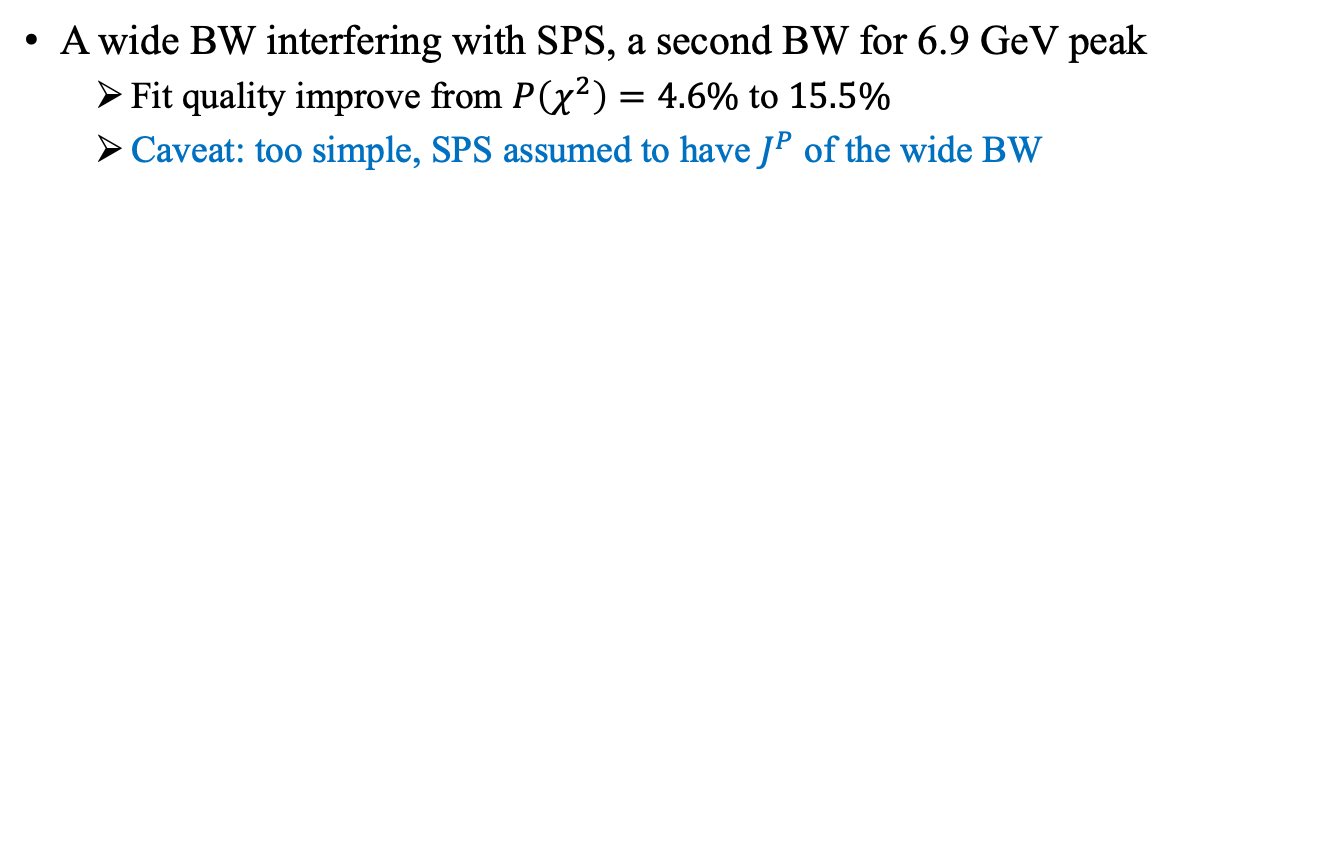 • A wide BW interfering with SPS, a second BW for 6.9 GeV peak
➢ Fit quality improve from P(χ²) = 4.6% to 15.5%
➢ Caveat: too simple, SPS assumed to have Jᴾ of the wide BW